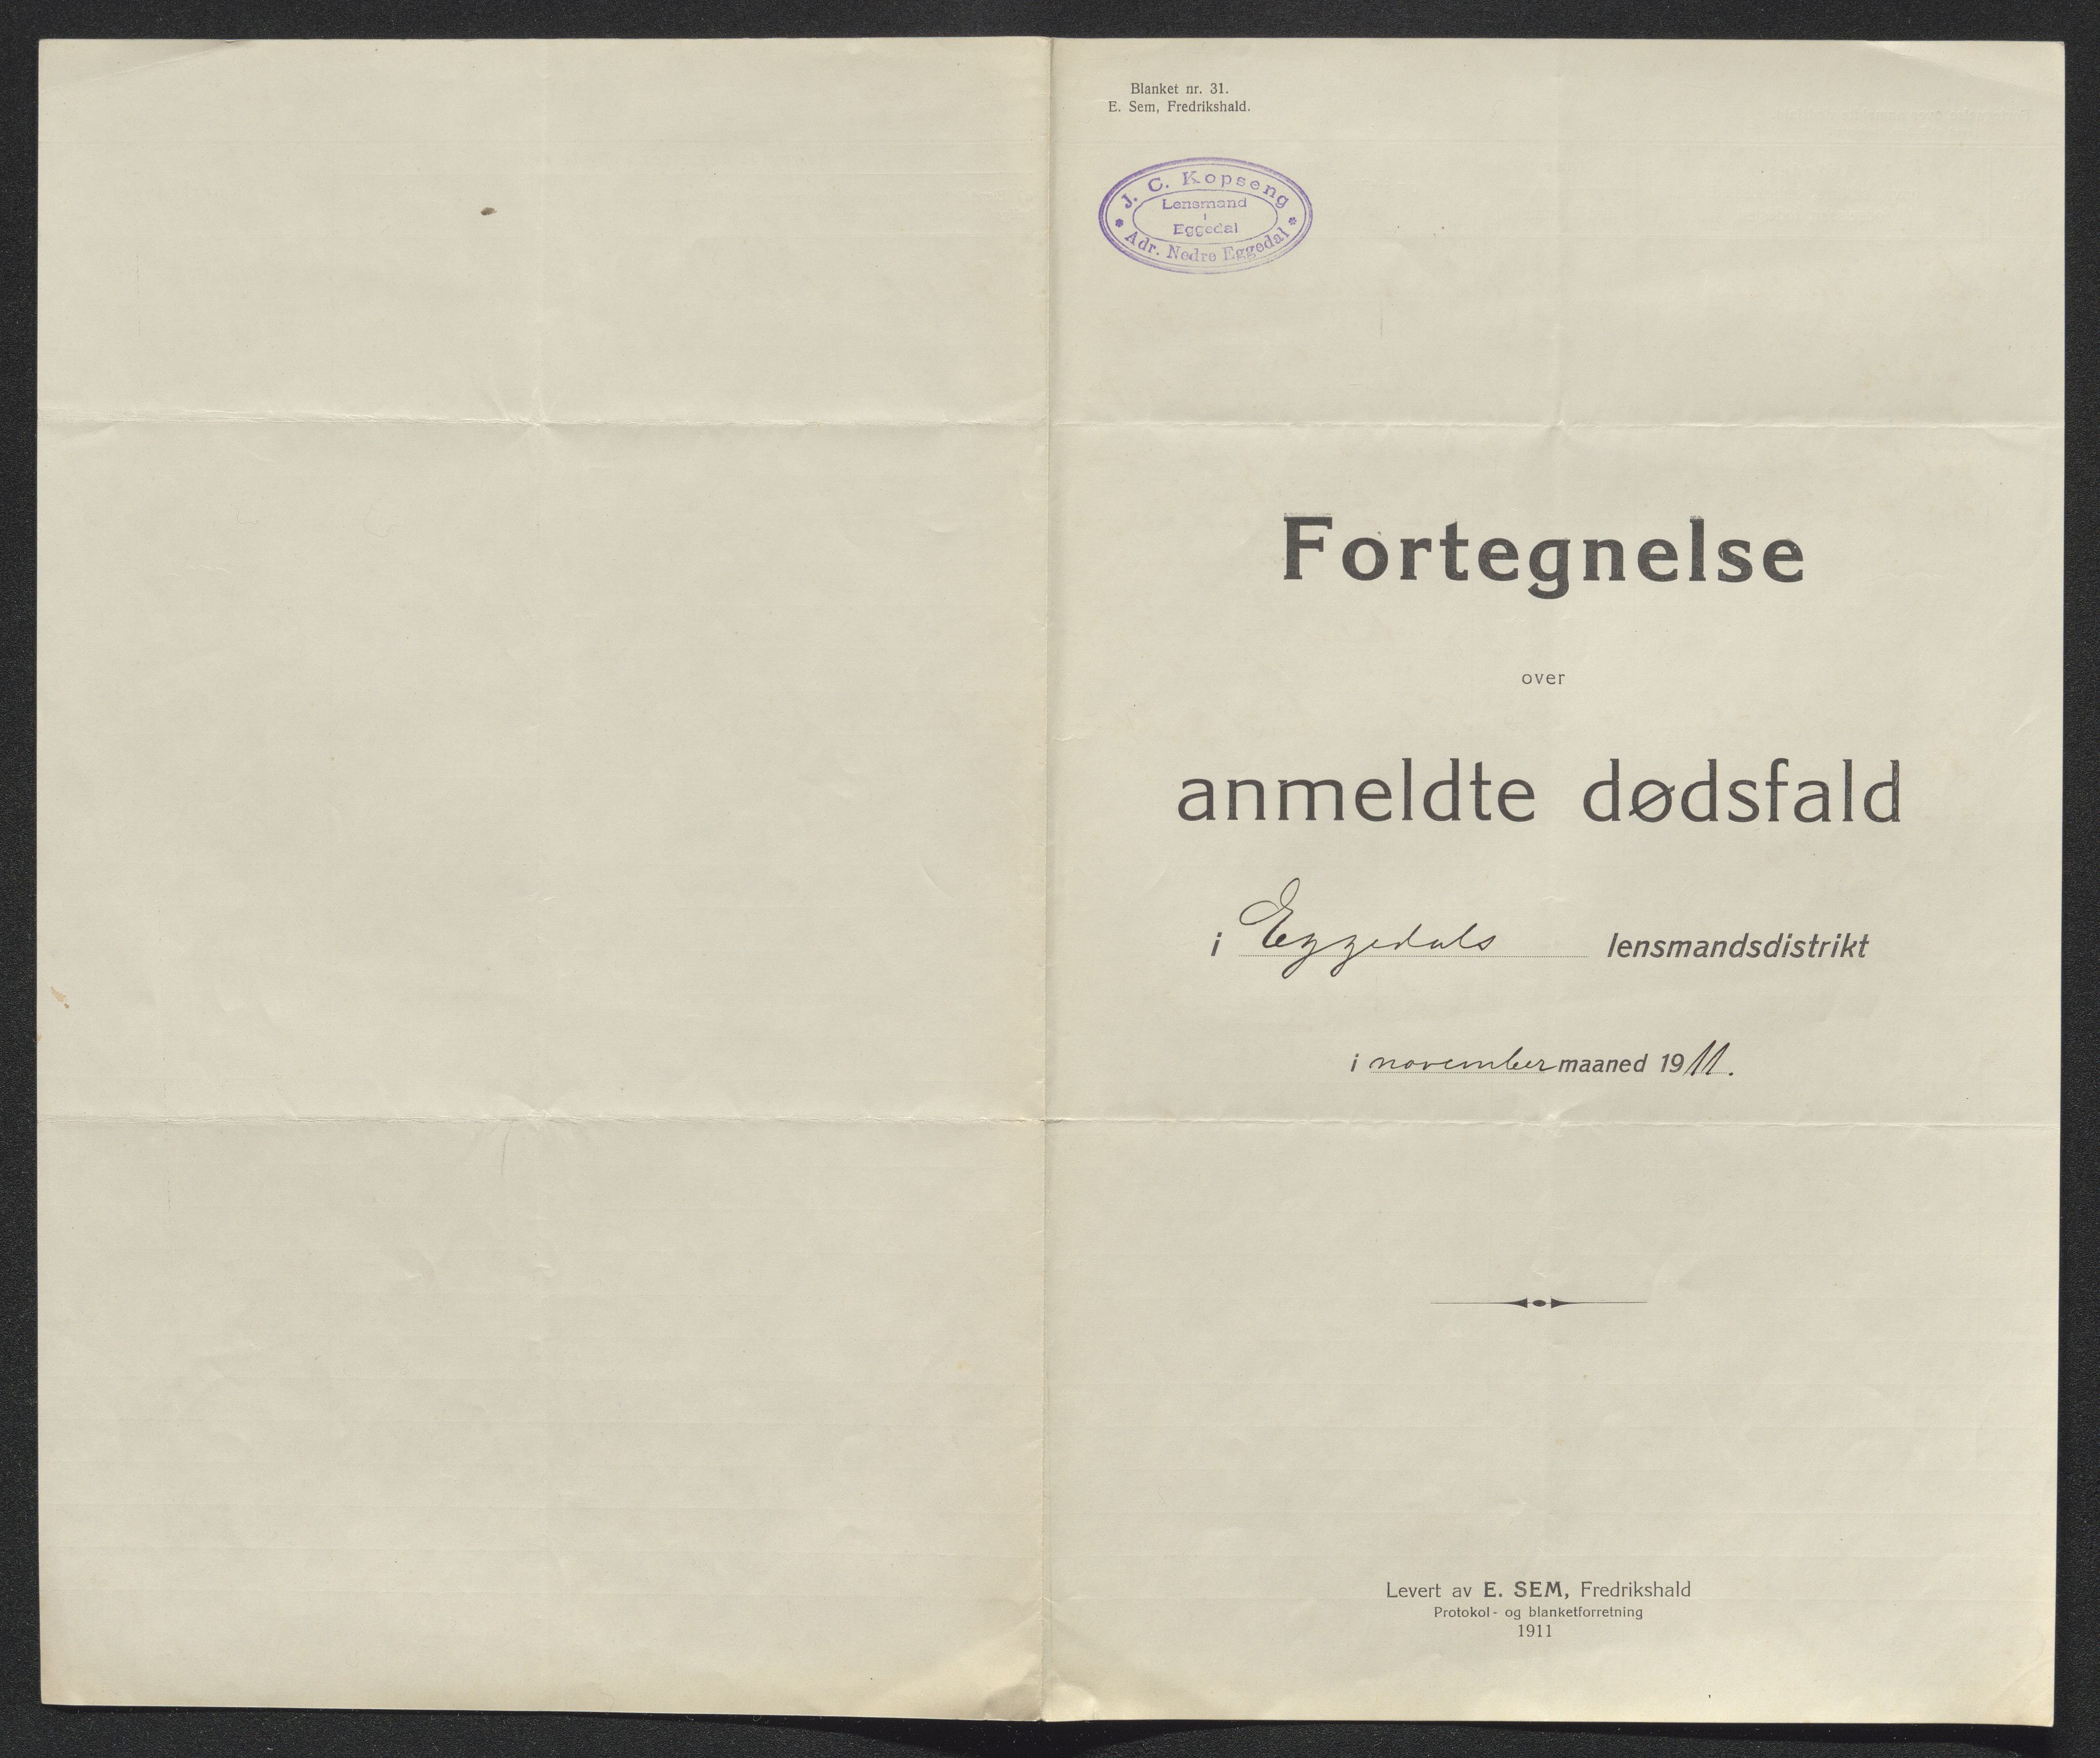 Blanket nr. 31.
E. Sem, Fredrikshald.
J. C. Kopseng
Lensmand
i
Eggedal
Adr. Nedre Eggedal
Fortegnelse
over
anmeldte dødsfald
i Eggedals lensmandsdistrikt
i november maaned 1911.
Levert av E. SEM, Fredrikshald
Protokol- og blanketforretning
1911